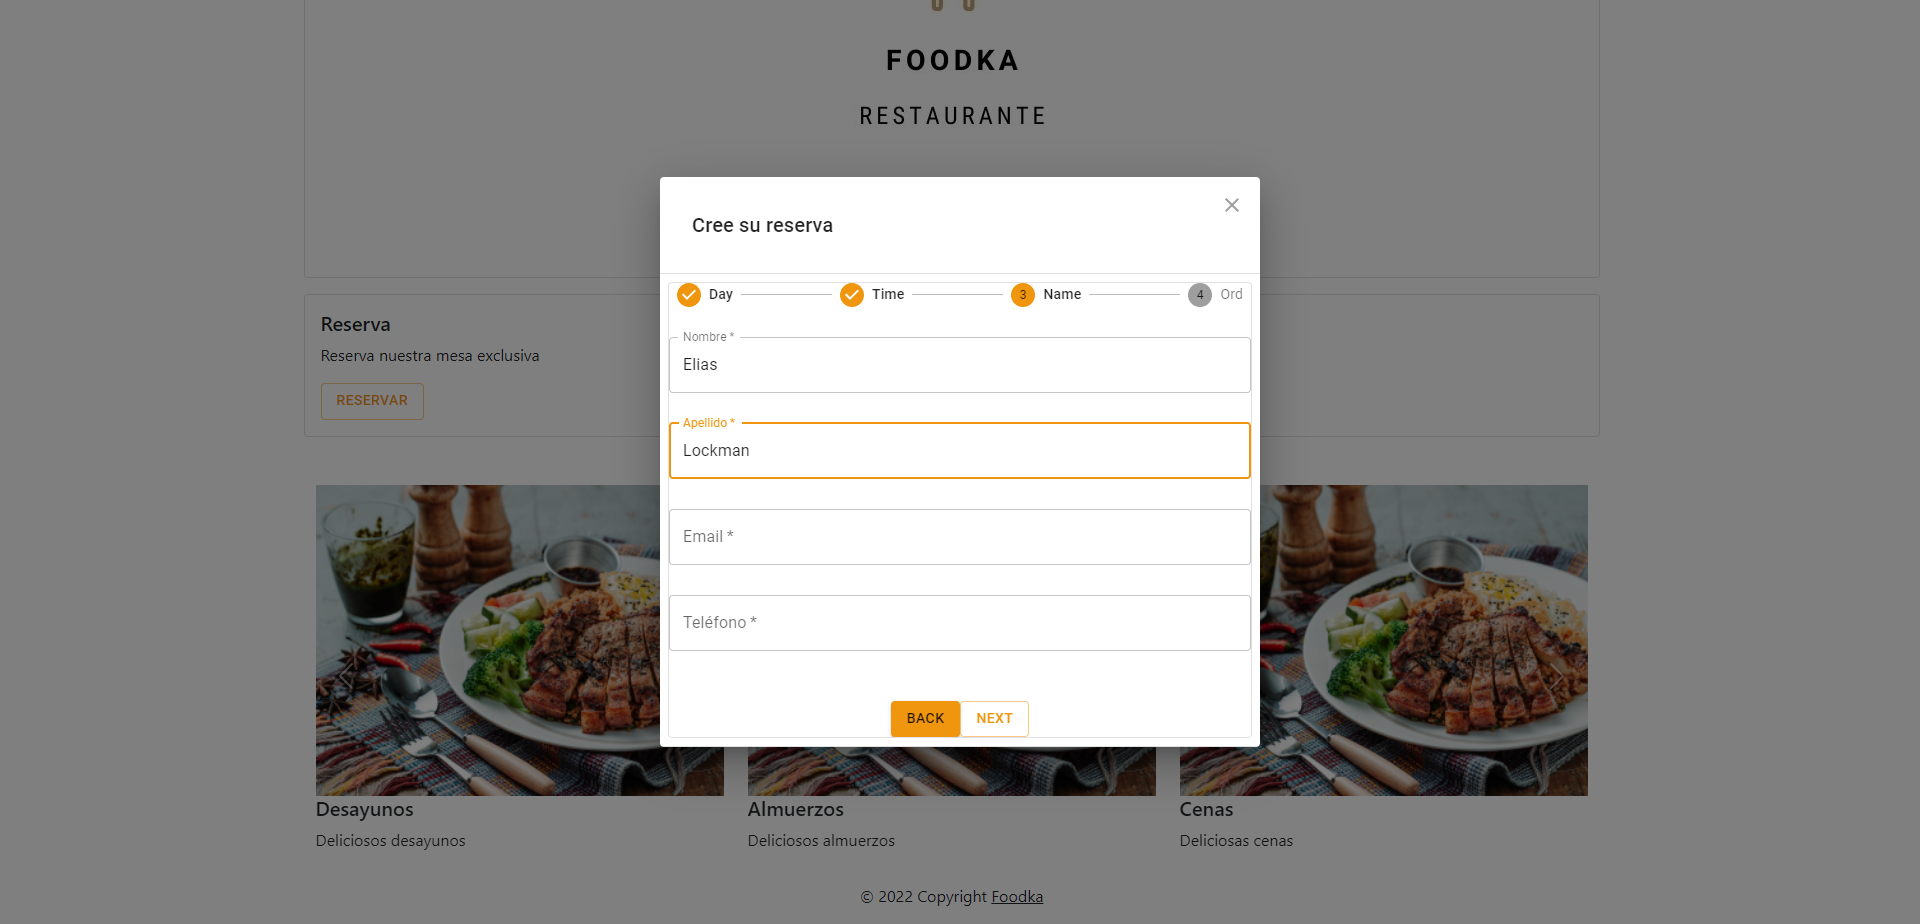 FOODKA
RESTAURANTE
Cree su reserva
Day Time 3 Name 4 Ord
Nombre *
Elias
Apellido *
Lockman
Email *
Teléfono *
BACK NEXT
Reserva
Reserva nuestra mesa exclusiva
RESERVAR
Desayunos
Deliciosos desayunos
Almuerzos
Deliciosos almuerzos
Cenas
Deliciosas cenas
© 2022 Copyright Foodka